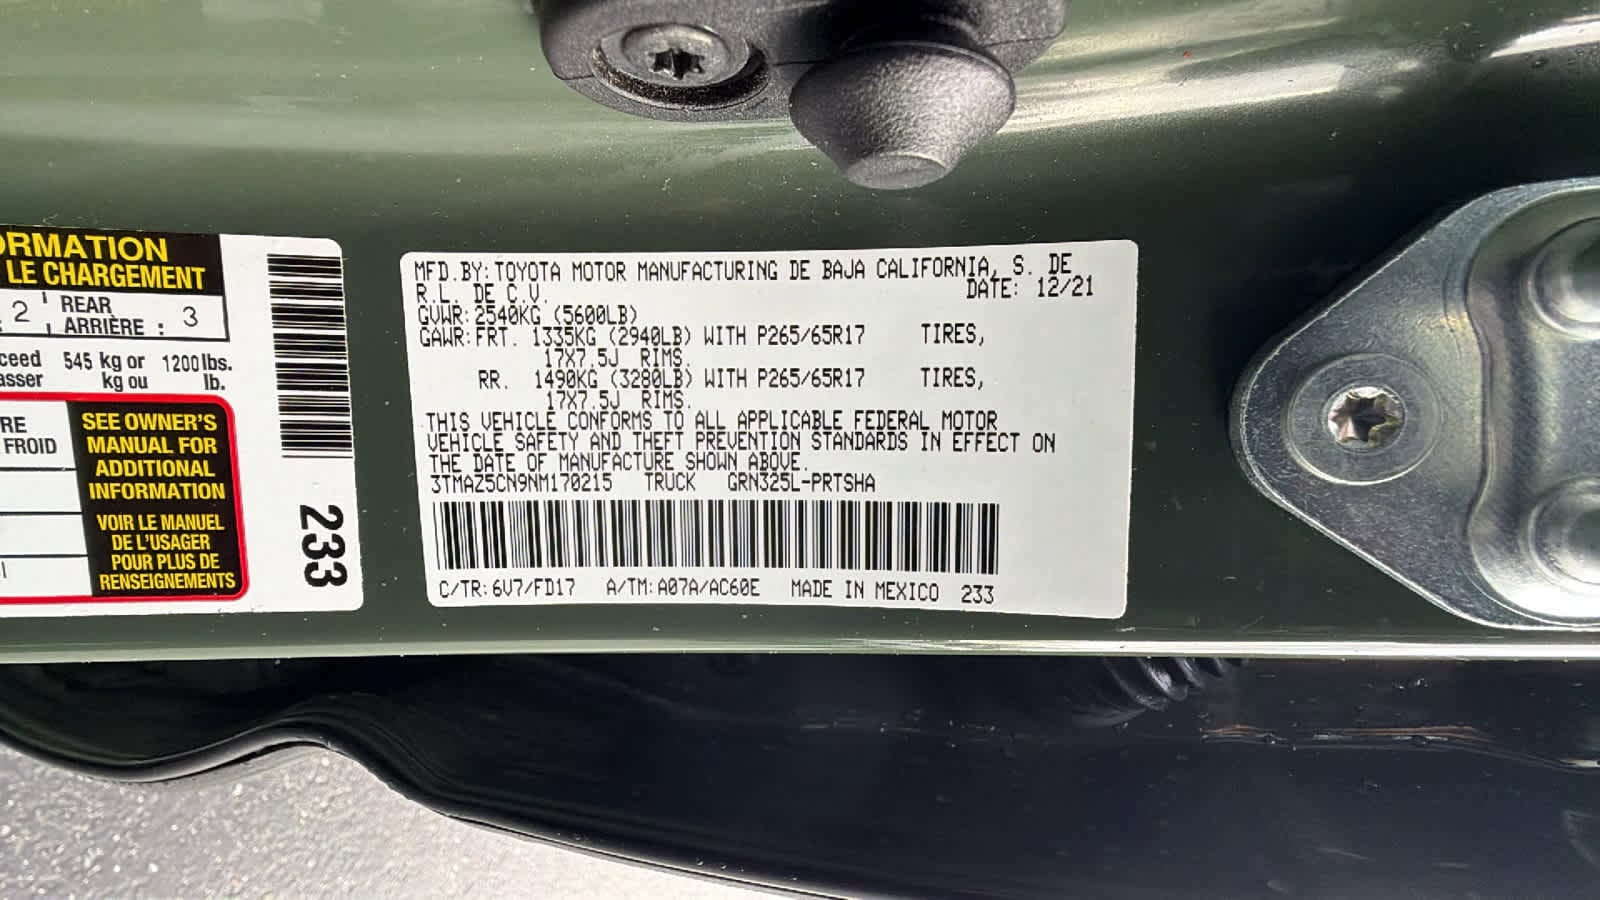 ORMATION
LE CHARGEMENT
2 REAR
ARRIÈRE : 3
ceed 545 kg or 1200 lbs.
asser kg ou lb.
RE
FROID
SEE OWNER'S
MANUAL FOR
ADDITIONAL
INFORMATION
VOIR LE MANUEL
DE L'USAGER
POUR PLUS DE
RENSEIGNEMENTS
233
MFD.BY:TOYOTA MOTOR MANUFACTURING DE BAJA CALIFORNIA, S. DE
R.L. DE C.V. DATE: 12/21
GVWR:2540KG (5600LB)
GAWR:FRT. 1335KG (2940LB) WITH P265/65R17 TIRES,
17X7.5J RIMS.
RR. 1490KG (3280LB) WITH P265/65R17 TIRES,
17X7.5J RIMS.
THIS VEHICLE CONFORMS TO ALL APPLICABLE FEDERAL MOTOR
VEHICLE SAFETY AND THEFT PREVENTION STANDARDS IN EFFECT ON
THE DATE OF MANUFACTURE SHOWN ABOVE.
3TMAZ5CN9NM170215 TRUCK GRN325L-PRTSHA
C/TR:6V7/FD17 A/TM:A07A/AC60E MADE IN MEXICO 233